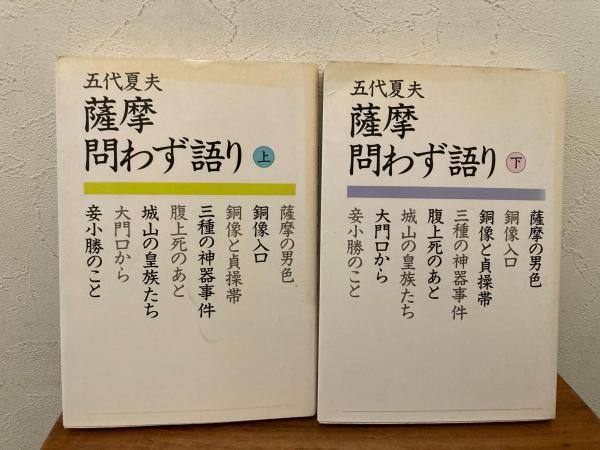 五代夏夫
薩摩
問わず語り 上
薩摩の男色
銅像入口
銅像と貞操帯
三種の神器事件
腹上死のあと
城山の皇族たち
大門口から
妾小勝のこと
五代夏夫
薩摩
問わず語り 下
薩摩の男色
銅像入口
銅像と貞操帯
三種の神器事件
腹上死のあと
城山の皇族たち
大門口から
妾小勝のこと